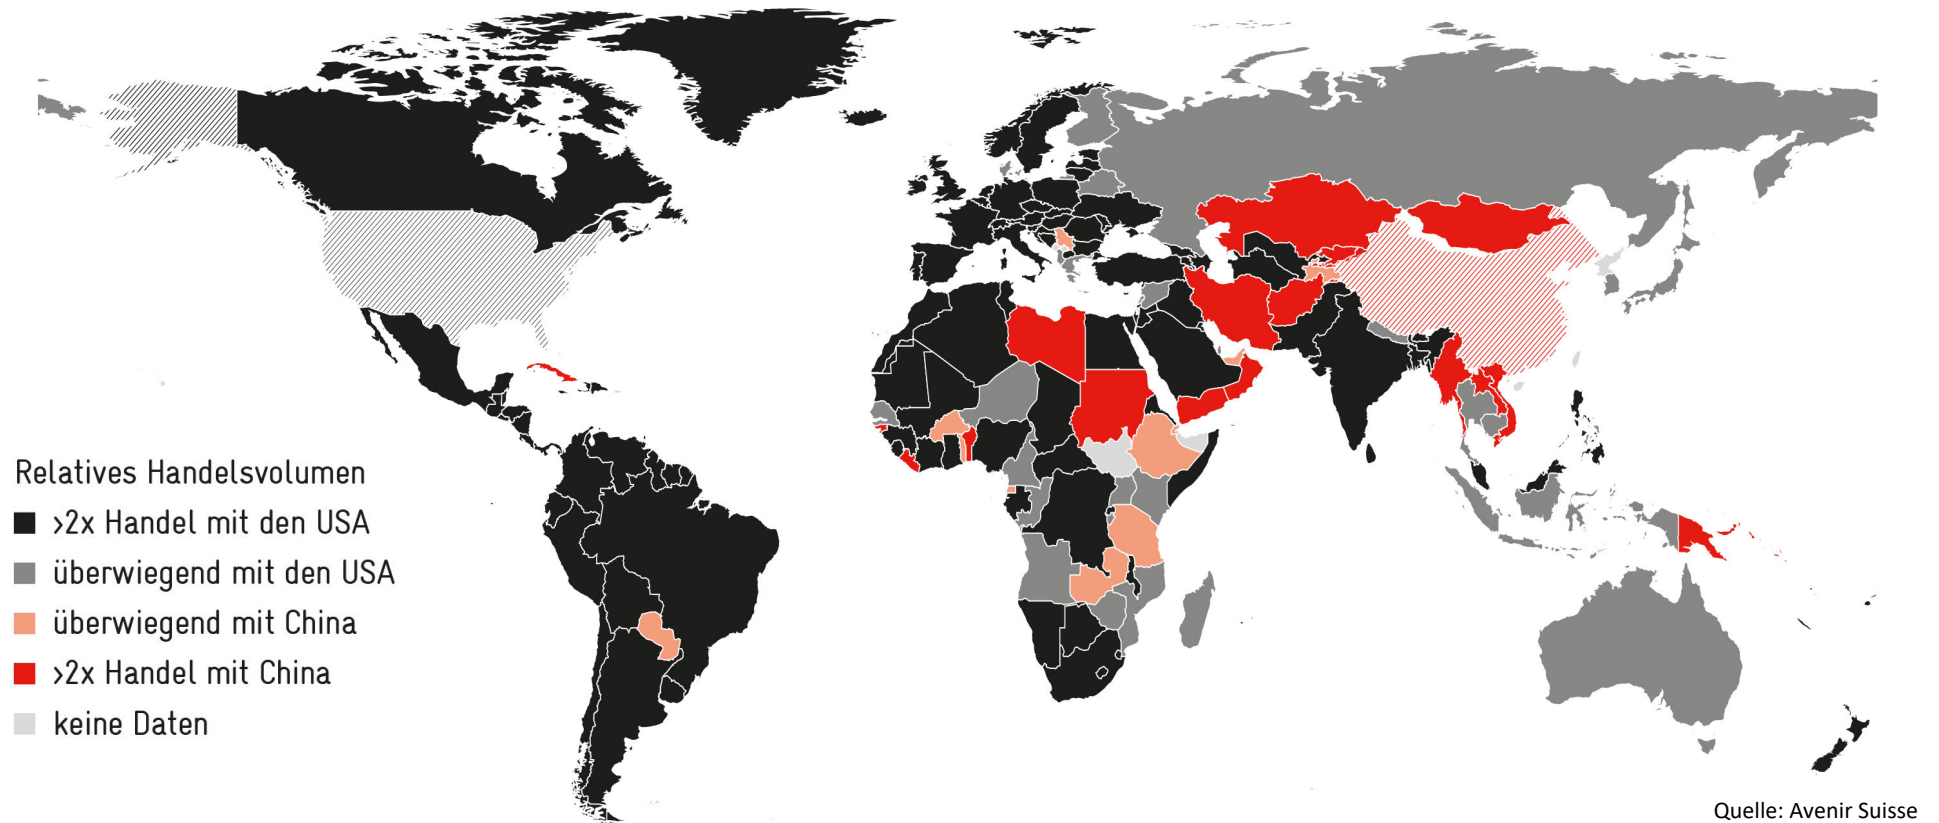 Relatives Handelsvolumen
>2x Handel mit den USA
überwiegend mit den USA
überwiegend mit China
>2x Handel mit China
keine Daten
Quelle: Avenir Suisse